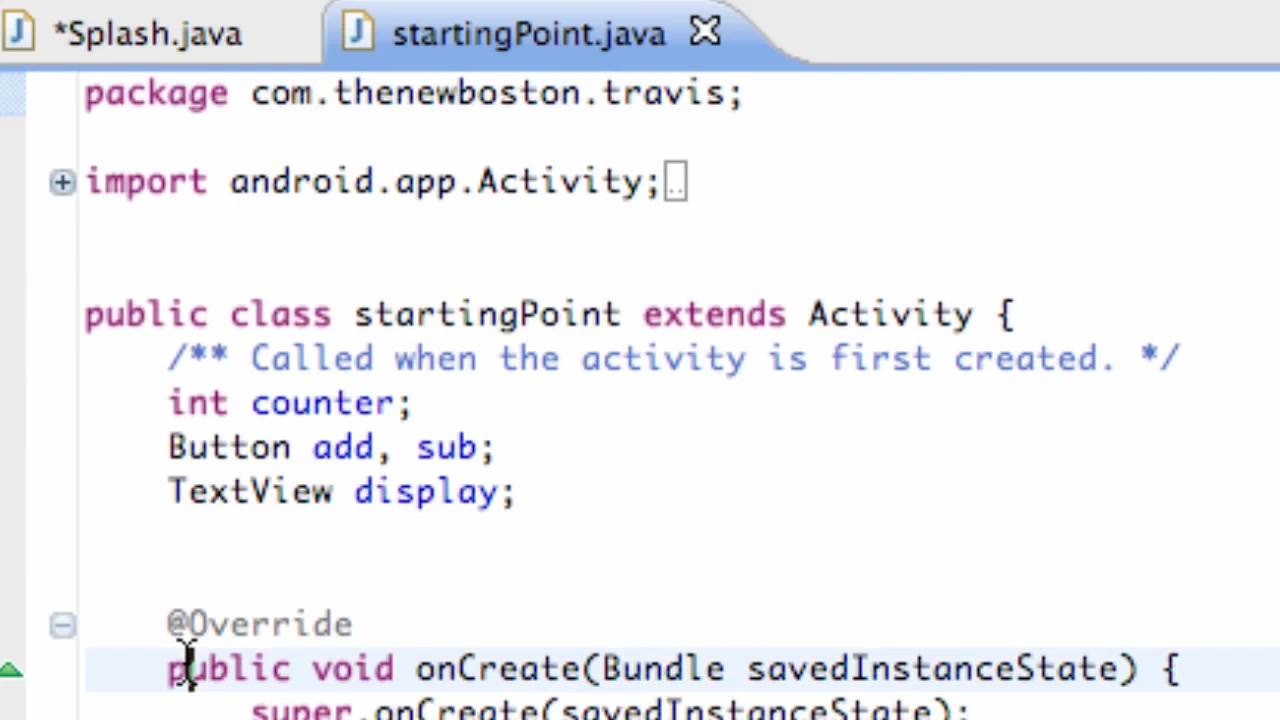 *Splash.java startingPoint.java
package com.thenewboston.travis;
import android.app.Activity;
public class startingPoint extends Activity {
/** Called when the activity is first created. */
int counter;
Button add, sub;
TextView display;
@Override
public void onCreate(Bundle savedInstanceState) {
super.onCreate(savedInstanceState);